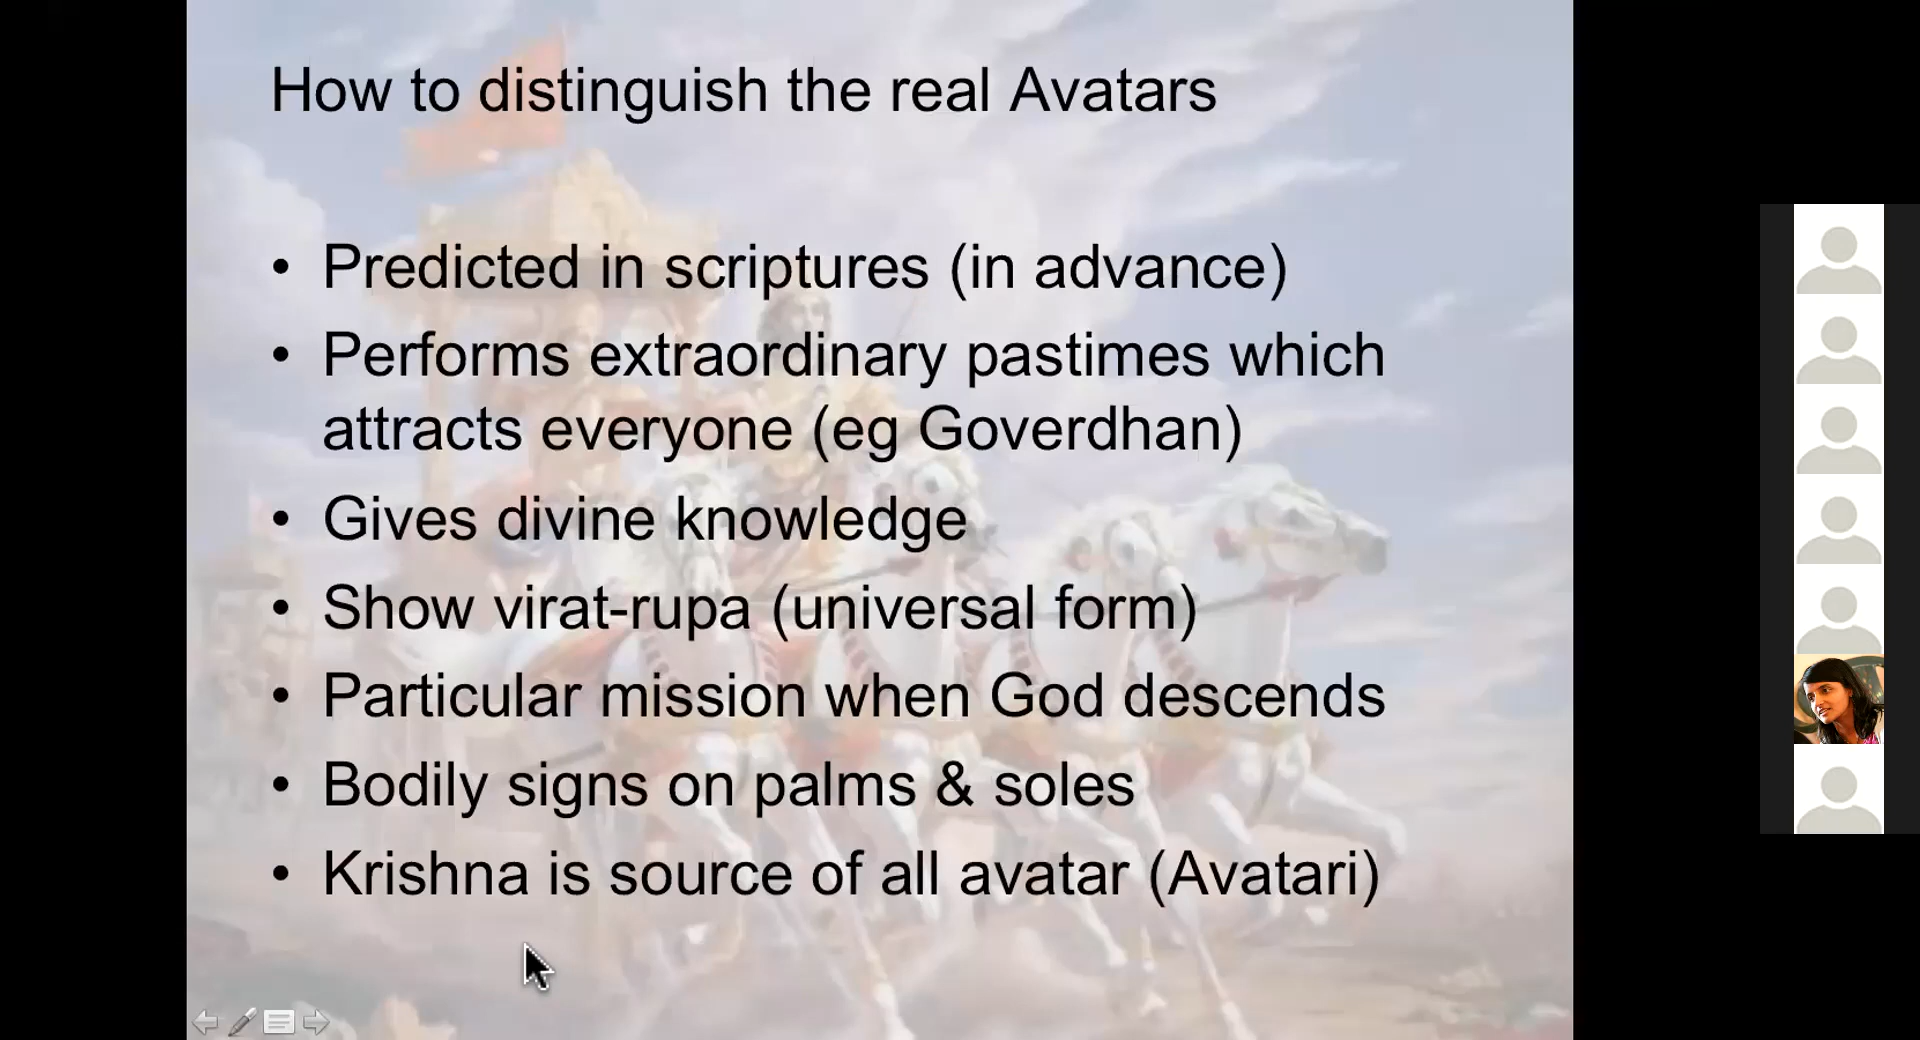 How to distinguish the real Avatars
• Predicted in scriptures (in advance)
• Performs extraordinary pastimes which
attracts everyone (eg Goverdhan)
• Gives divine knowledge
• Show virat-rupa (universal form)
• Particular mission when God descends
• Bodily signs on palms & soles
• Krishna is source of all avatar (Avatari)